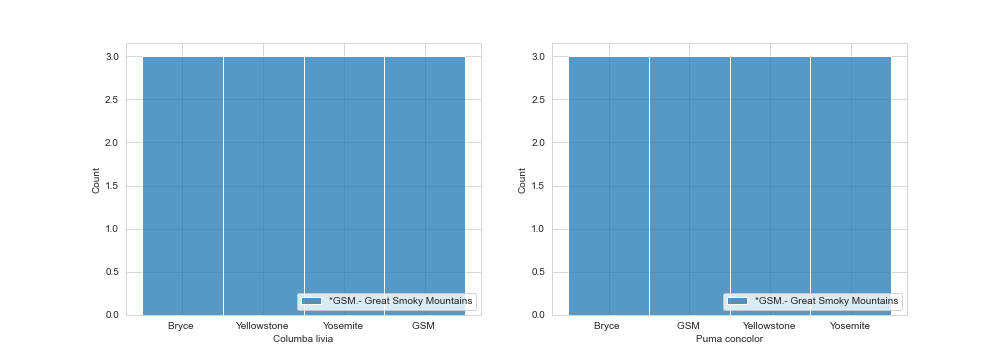 3.0
2.5
2.0
1.5
1.0
0.5
0.0
Count
*GSM.- Great Smoky Mountains
Bryce Yellowstone Yosemite GSM
Columba livia
3.0
2.5
2.0
1.5
1.0
0.5
0.0
Count
*GSM.- Great Smoky Mountains
Bryce GSM Yellowstone Yosemite
Puma concolor